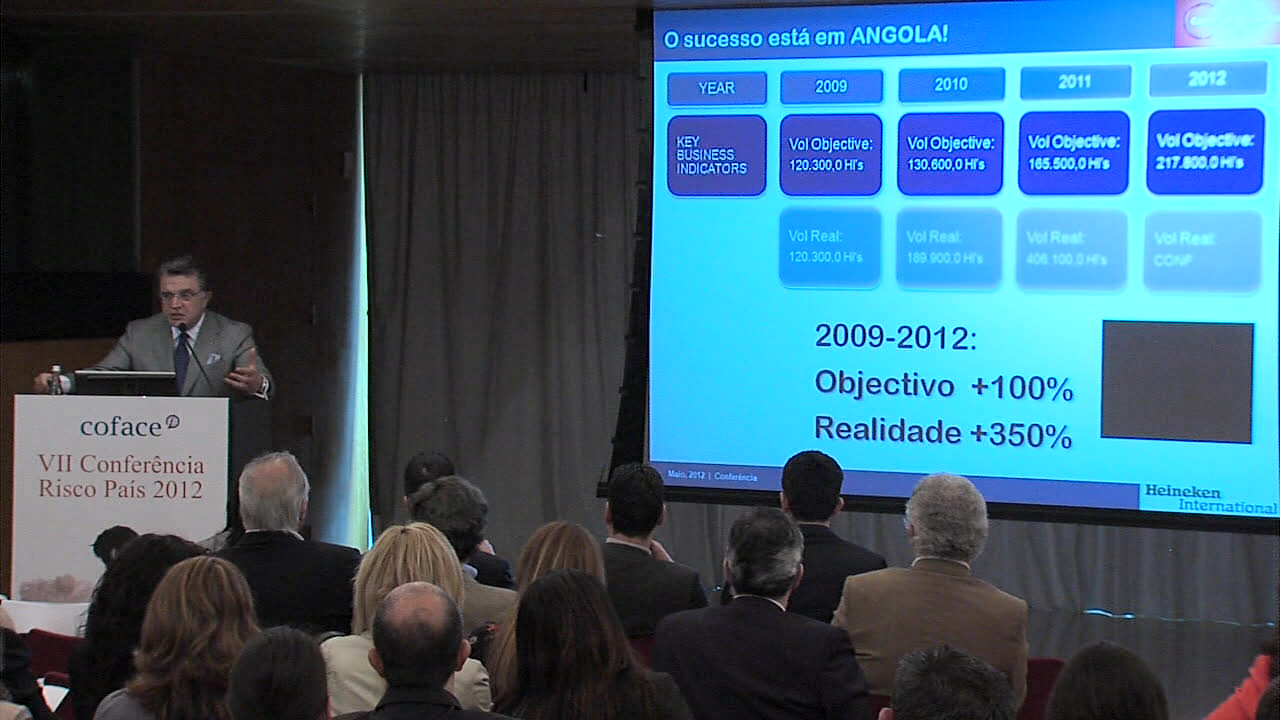 O sucesso está em ANGOLA!
YEAR
2009
2010
2011
2012
KEY
BUSINESS
INDICATORS
Vol Objective:
120.300,0 Hl's
Vol Objective:
130.600,0 Hl's
Vol Objective:
165.500,0 Hl's
Vol Objective:
217.800,0 Hl's
Vol Real:
120.300,0 Hl's
Vol Real:
189.900,0 Hl's
Vol Real:
406.100,0 Hl's
Vol Real:
CONF
2009-2012:
Objectivo +100%
Realidade +350%
Maio, 2012 | Conferência
Heineken
International
coface
VII Conferência
Risco País 2012